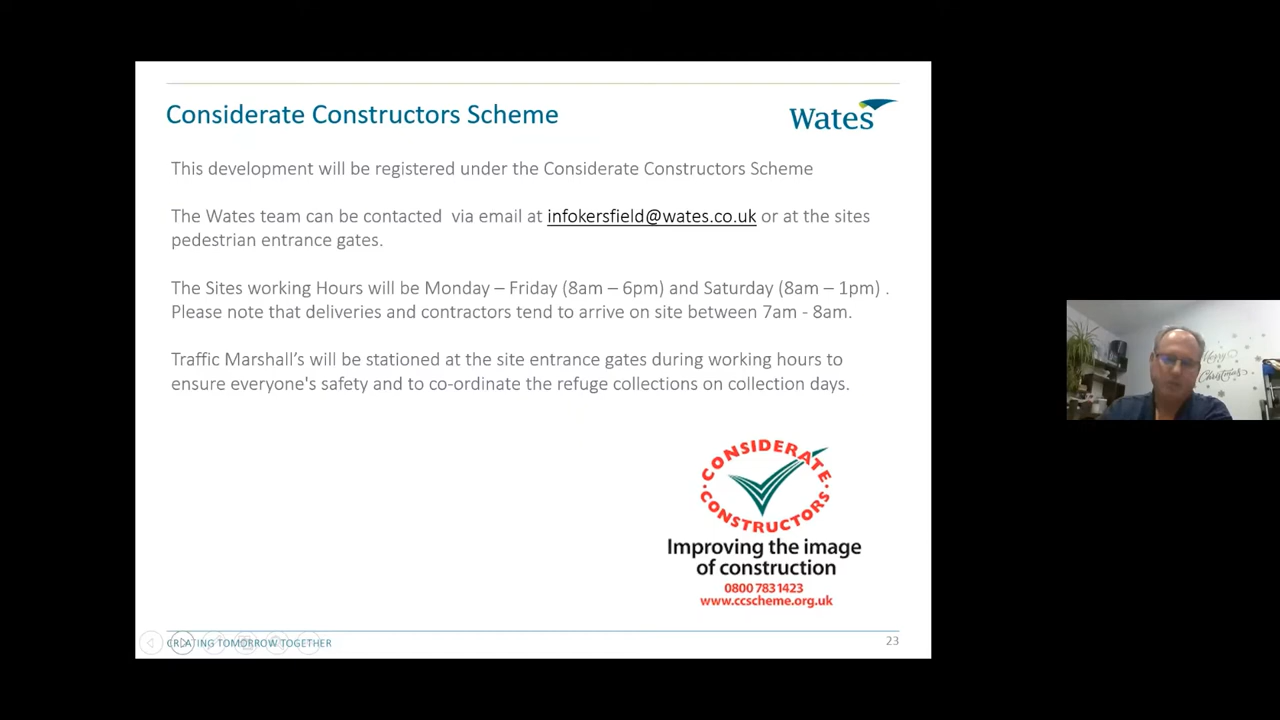 Considerate Constructors Scheme
Wates
This development will be registered under the Considerate Constructors Scheme
The Wates team can be contacted via email at infokersfield@wates.co.uk or at the sites
pedestrian entrance gates.
The Sites working Hours will be Monday – Friday (8am – 6pm) and Saturday (8am – 1pm) .
Please note that deliveries and contractors tend to arrive on site between 7am - 8am.
Traffic Marshall’s will be stationed at the site entrance gates during working hours to
ensure everyone's safety and to co-ordinate the refuge collections on collection days.
Merry
Christmas
CONSIDERATE
CONSTRUCTORS
Improving the image
of construction
0800 7831423
www.ccscheme.org.uk
CREATING TOMORROW TOGETHER
23